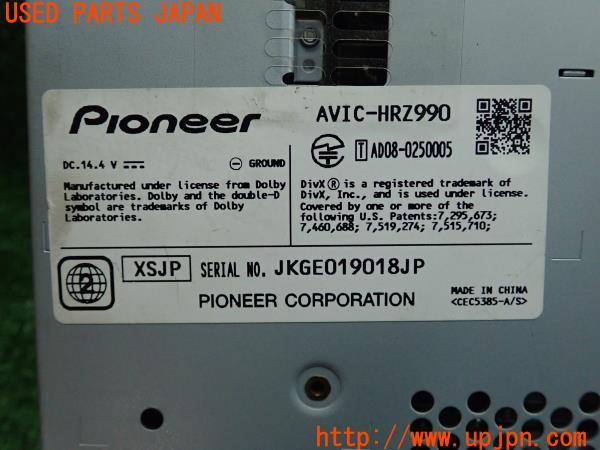 USED PARTS JAPAN
Pioneer
AVIC-HRZ990
DC.14.4 V
GROUND
T AD08-0250005
Manufactured under license from Dolby
Laboratories. Dolby and the double-D
symbol are trademarks of Dolby
Laboratories.
DivX® is a registered trademark of
DivX, Inc., and is used under license.
Covered by one or more of the
following U.S. Patents:7,295,673;
7,460,688; 7,519,274; 7,515,710;
2
XSJP SERIAL NO. JKGE019018JP
PIONEER CORPORATION
MADE IN CHINA
<CEC5385-A/S>
UPJ http://www.upjpn.com/